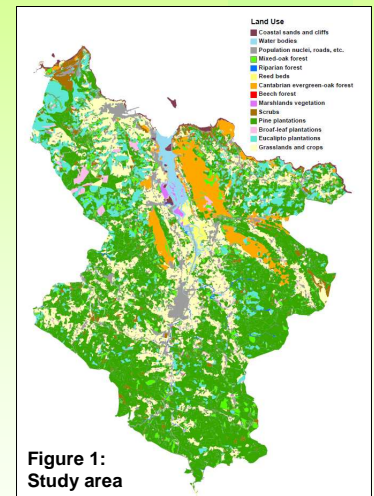 Land Use
Coastal sands and cliffs
Water bodies
Population nuclei, roads, etc.
Mixed-oak forest
Riparian forest
Reed beds
Cantabrian evergreen-oak forest
Beech forest
Marshlands vegetation
Scrubs
Pine plantations
Broaf-leaf plantations
Eucalipto plantations
Grasslands and crops
Figure 1:
Study area